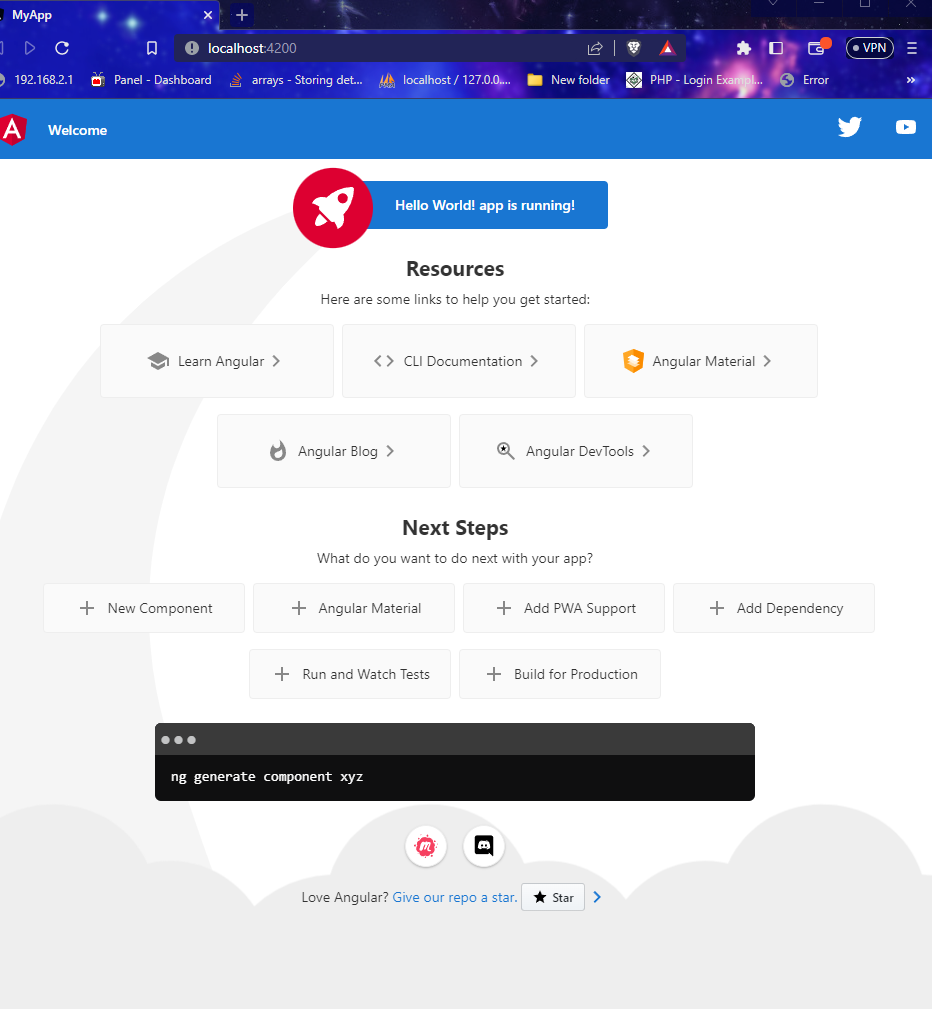 MyApp
localhost:4200
VPN
192.168.2.1 Panel - Dashboard arrays - Storing det... localhost / 127.0.0.... New folder PHP - Login Exampl... Error »
Welcome
Hello World! app is running!
Resources
Here are some links to help you get started:
Learn Angular CLI Documentation Angular Material
Angular Blog Angular DevTools
Next Steps
What do you want to do next with your app?
New Component Angular Material Add PWA Support Add Dependency
Run and Watch Tests Build for Production
ng generate component xyz
Love Angular? Give our repo a star. Star